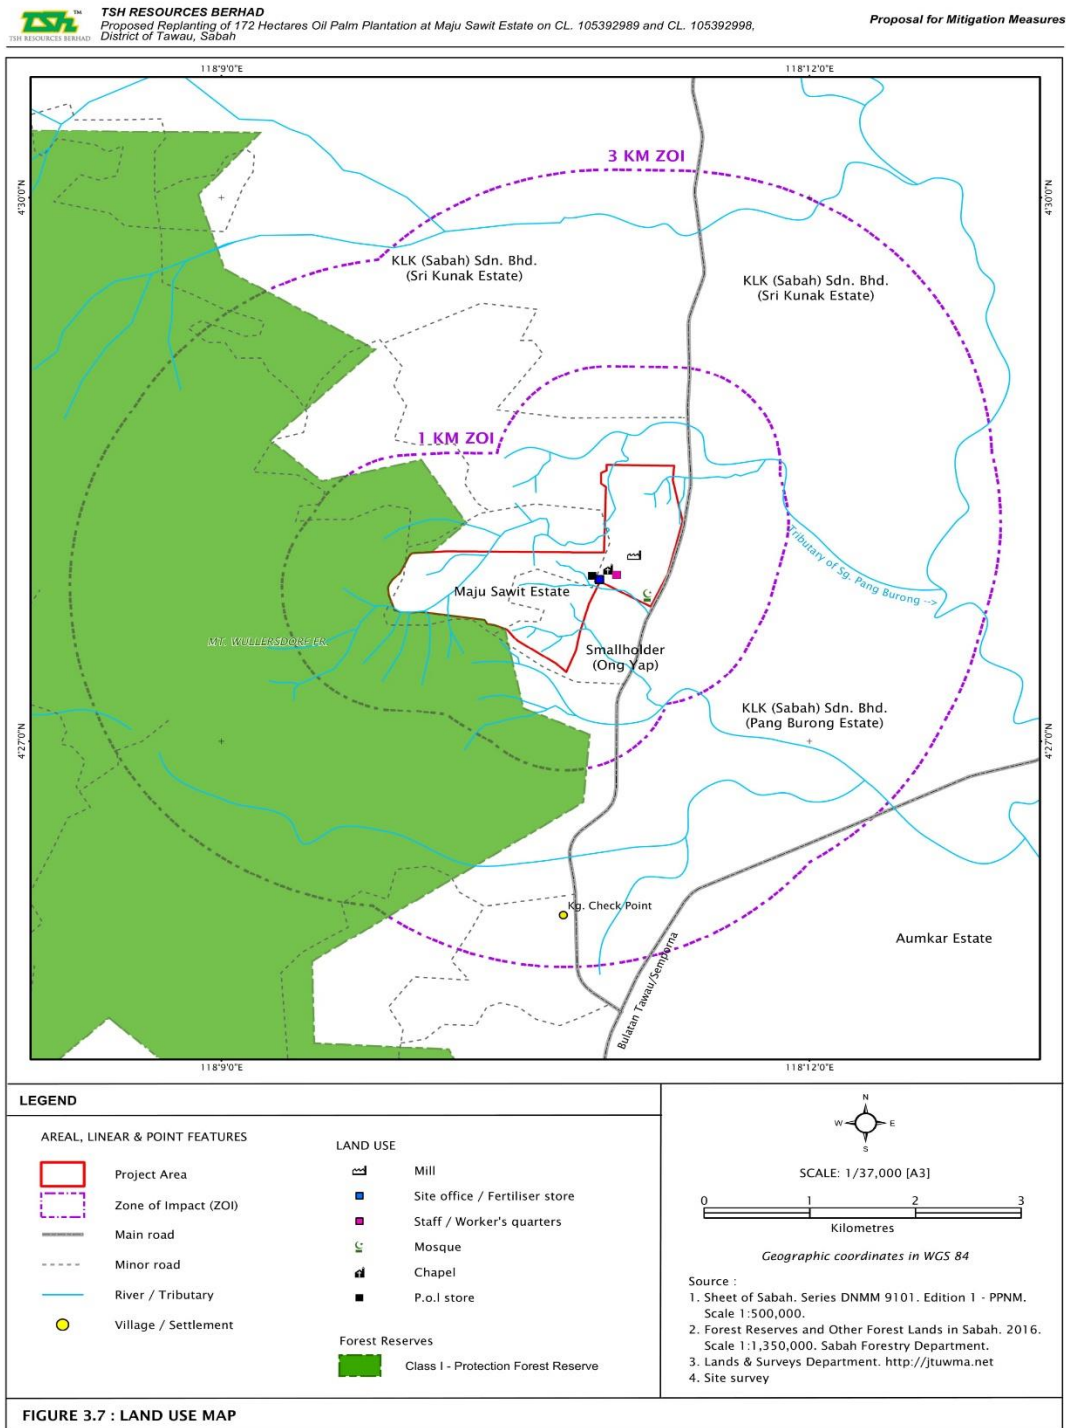 TSH™
TSH RESOURCES BERHAD
TSH RESOURCES BERHAD
Proposed Replanting of 172 Hectares Oil Palm Plantation at Maju Sawit Estate on CL. 105392989 and CL. 105392998,
District of Tawau, Sabah
Proposal for Mitigation Measures
118°9'0"E
118°12'0"E
3 KM ZOI
4°30'0"N
4°30'0"N
KLK (Sabah) Sdn. Bhd.
(Sri Kunak Estate)
KLK (Sabah) Sdn. Bhd.
(Sri Kunak Estate)
1 KM ZOI
Tributary of Sg. Pang Burong -->
Maju Sawit Estate
MT. WULLERSDORF FR.
Smallholder
(Ong Yap)
KLK (Sabah) Sdn. Bhd.
(Pang Burong Estate)
4°27'0"N
4°27'0"N
Kg. Check Point
Aumkar Estate
Bulatan Tawau/Semporna
118°9'0"E
118°12'0"E
LEGEND
AREAL, LINEAR & POINT FEATURES
Project Area
Zone of Impact (ZOI)
Main road
Minor road
River / Tributary
Village / Settlement
LAND USE
Mill
Site office / Fertiliser store
Staff / Worker's quarters
Mosque
Chapel
P.o.l store
Forest Reserves
Class I - Protection Forest Reserve
N
W E
S
SCALE: 1/37,000 [A3]
0 1 2 3
Kilometres
Geographic coordinates in WGS 84
Source :
1. Sheet of Sabah. Series DNMM 9101. Edition 1 - PPNM.
Scale 1:500,000.
2. Forest Reserves and Other Forest Lands in Sabah. 2016.
Scale 1:1,350,000. Sabah Forestry Department.
3. Lands & Surveys Department. http://jtuwma.net
4. Site survey
FIGURE 3.7 : LAND USE MAP